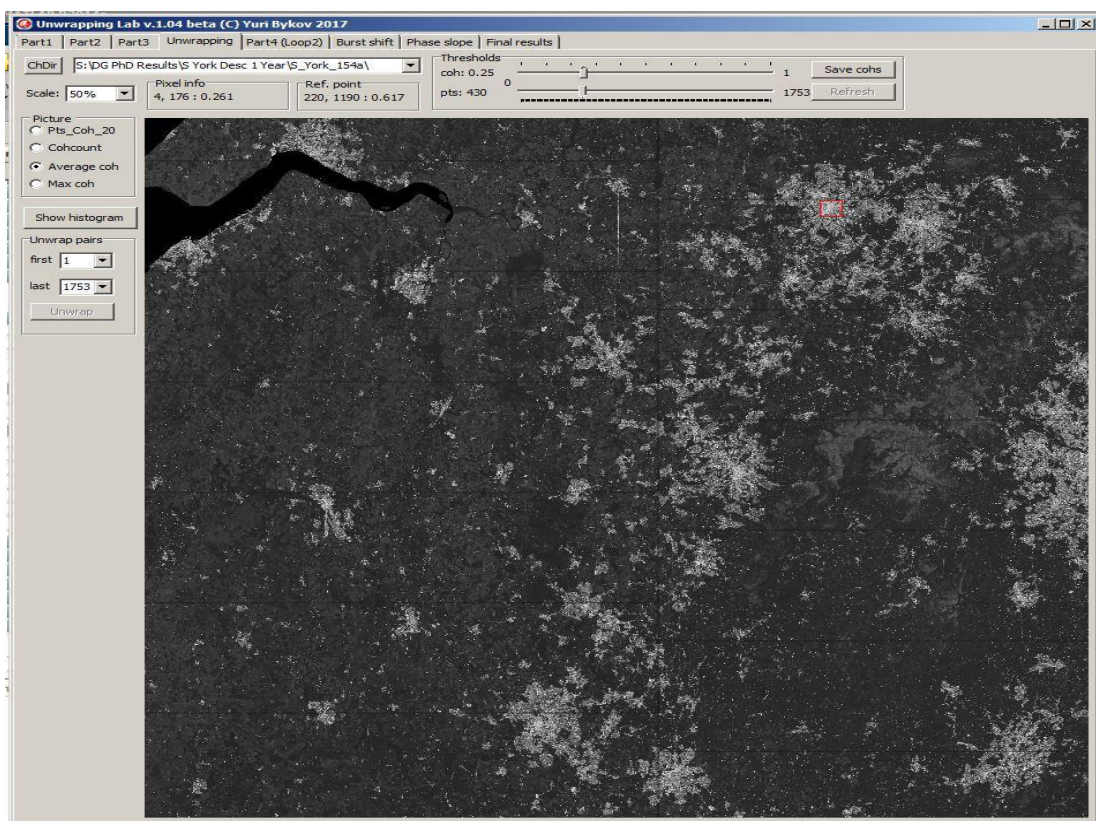 Unwrapping Lab v.1.04 beta (C) Yuri Bykov 2017
Part1 Part2 Part3 Unwrapping Part4 (Loop2) Burst shift Phase slope Final results
ChDir S:\DG PhD Results\S York Desc 1 Year\S_York_154a\
Scale: 50%
Pixel info
4, 176 : 0.261
Ref. point
220, 1190 : 0.617
Thresholds
coh: 0.25 0 1
pts: 430 1753
Save cohs
Refresh
Picture
Pts_Coh_20
Cohcount
Average coh
Max coh
Show histogram
Unwrap pairs
first 1
last 1753
Unwrap